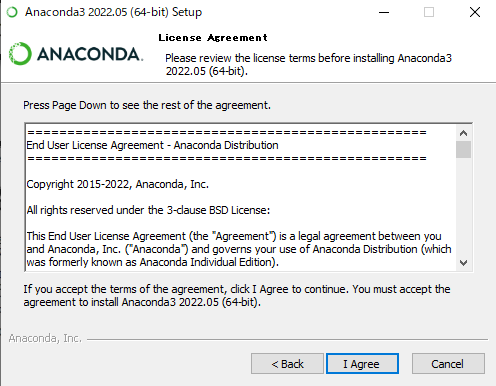 Anaconda3 2022.05 (64-bit) Setup
ANACONDA.
License Agreement
Please review the license terms before installing Anaconda3
2022.05 (64-bit).
Press Page Down to see the rest of the agreement.
==================================================
End User License Agreement - Anaconda Distribution
==================================================
Copyright 2015-2022, Anaconda, Inc.
All rights reserved under the 3-clause BSD License:
This End User License Agreement (the "Agreement") is a legal agreement between you
and Anaconda, Inc. ("Anaconda") and governs your use of Anaconda Distribution (which
was formerly known as Anaconda Individual Edition).
If you accept the terms of the agreement, click I Agree to continue. You must accept the
agreement to install Anaconda3 2022.05 (64-bit).
Anaconda, Inc.
< Back
I Agree
Cancel